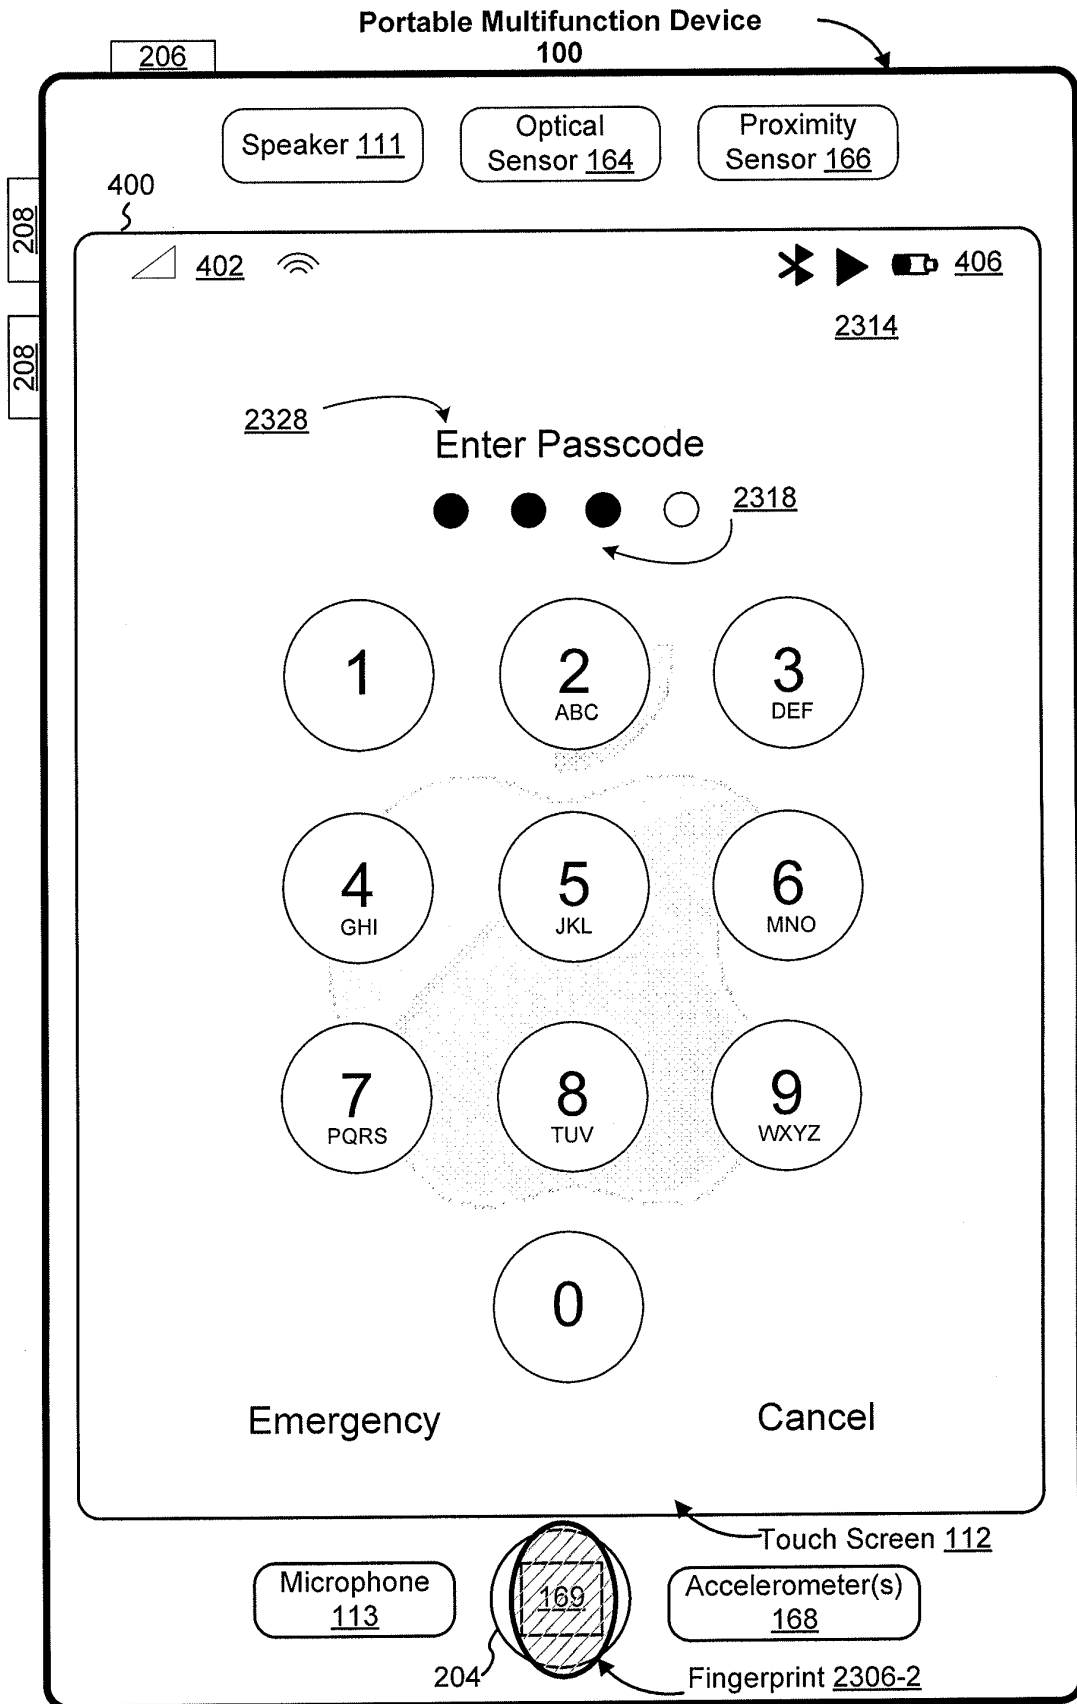 Portable Multifunction Device
100
206
Speaker 111
Optical
Sensor 164
Proximity
Sensor 166
400
208
402
406
2314
208
2328
Enter Passcode
2318
1
2
ABC
3
DEF
4
GHI
5
JKL
6
MNO
7
PQRS
8
TUV
9
WXYZ
0
Emergency
Cancel
Touch Screen 112
Microphone
113
169
Accelerometer(s)
168
204
Fingerprint 2306-2